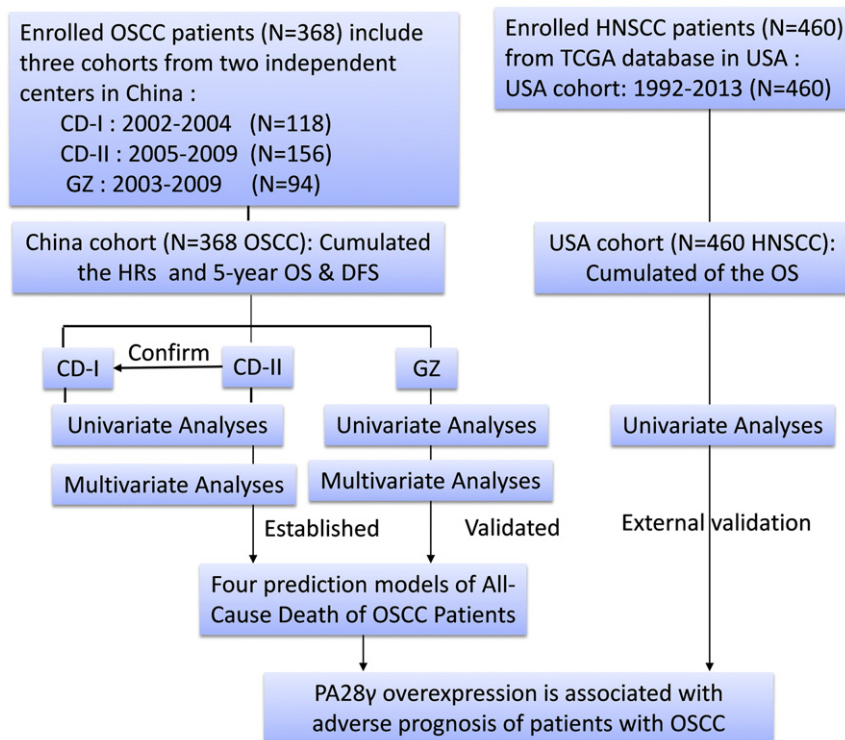 Enrolled OSCC patients (N=368) include
three cohorts from two independent
centers in China :
CD-I : 2002-2004 (N=118)
CD-II : 2005-2009 (N=156)
GZ : 2003-2009 (N=94)
Enrolled HNSCC patients (N=460)
from TCGA database in USA :
USA cohort: 1992-2013 (N=460)
China cohort (N=368 OSCC): Cumulated
the HRs and 5-year OS & DFS
USA cohort (N=460 HNSCC):
Cumulated of the OS
CD-I
Confirm
CD-II
GZ
Univariate Analyses
Univariate Analyses
Univariate Analyses
Multivariate Analyses
Multivariate Analyses
Established
Validated
External validation
Four prediction models of All-
Cause Death of OSCC Patients
PA28γ overexpression is associated with
adverse prognosis of patients with OSCC